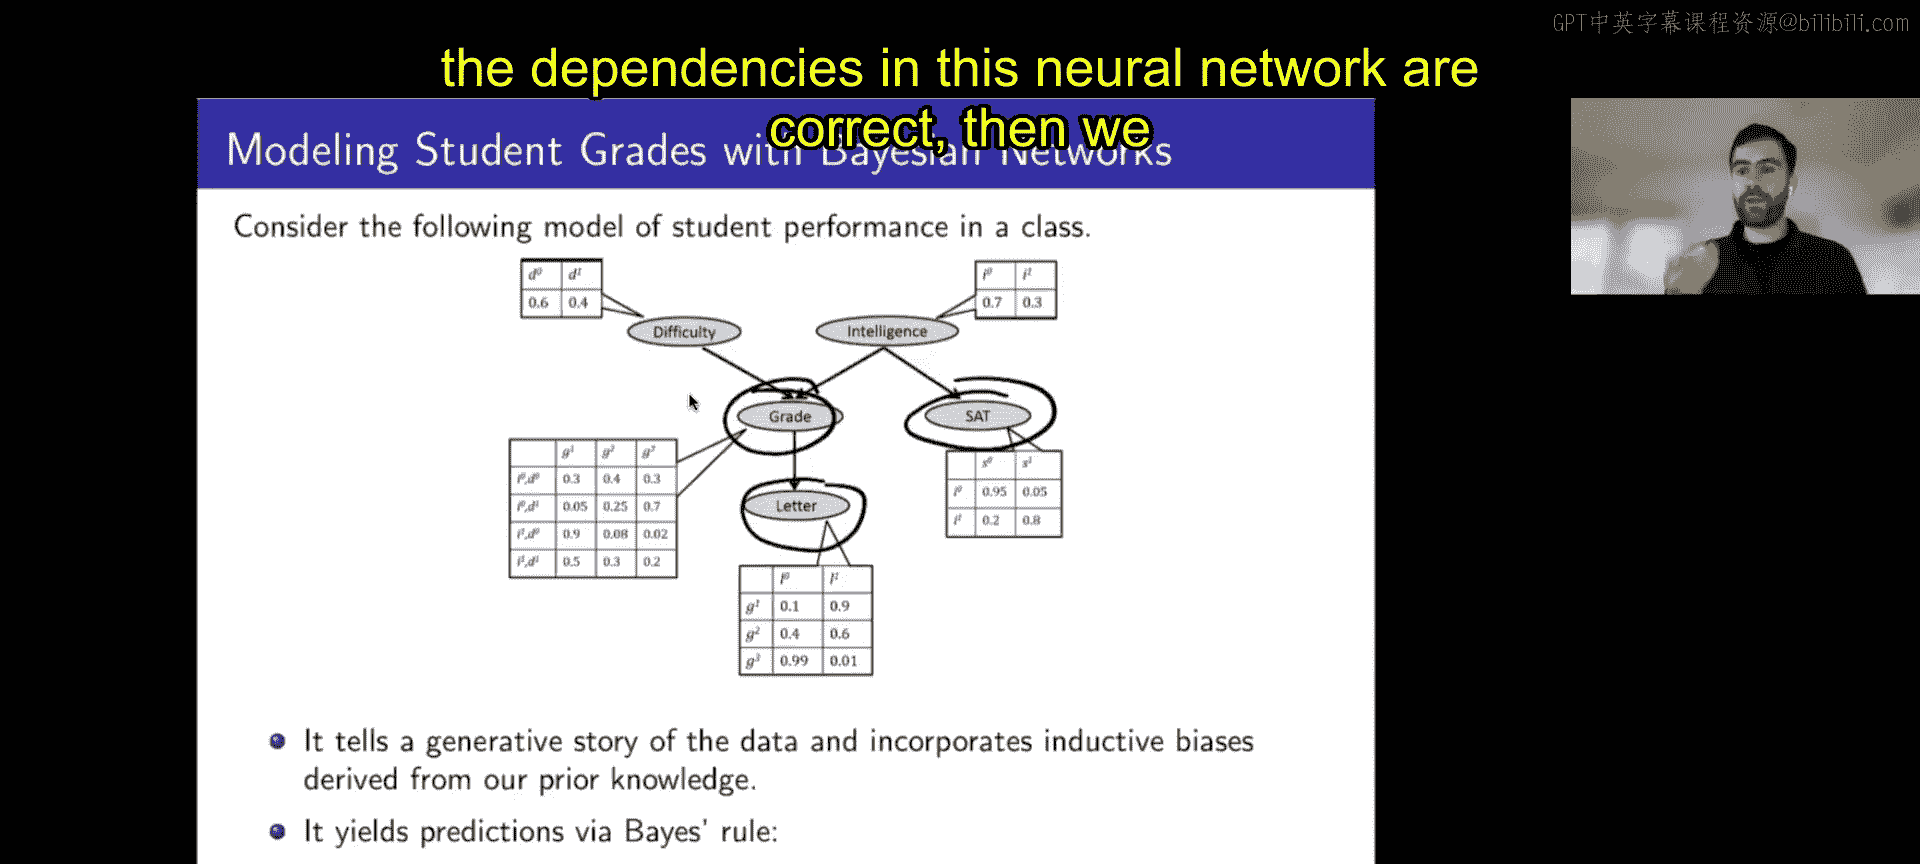 GPT中英字幕课程资源@bilibili.com
the dependencies in this neural network are
correct, then we
Modeling Student Grades with Bayesian Networks
Consider the following model of student performance in a class.
d⁰ d¹
0.6 0.4
i⁰ i¹
0.7 0.3
Difficulty
Intelligence
Grade
SAT
g¹ g² g³
i⁰,d⁰ 0.3 0.4 0.3
i⁰,d¹ 0.05 0.25 0.7
i¹,d⁰ 0.9 0.08 0.02
i¹,d¹ 0.5 0.3 0.2
s⁰ s¹
i⁰ 0.95 0.05
i¹ 0.2 0.8
Letter
l⁰ l¹
g¹ 0.1 0.9
g² 0.4 0.6
g³ 0.99 0.01
It tells a generative story of the data and incorporates inductive biases
derived from our prior knowledge.
It yields predictions via Bayes' rule: